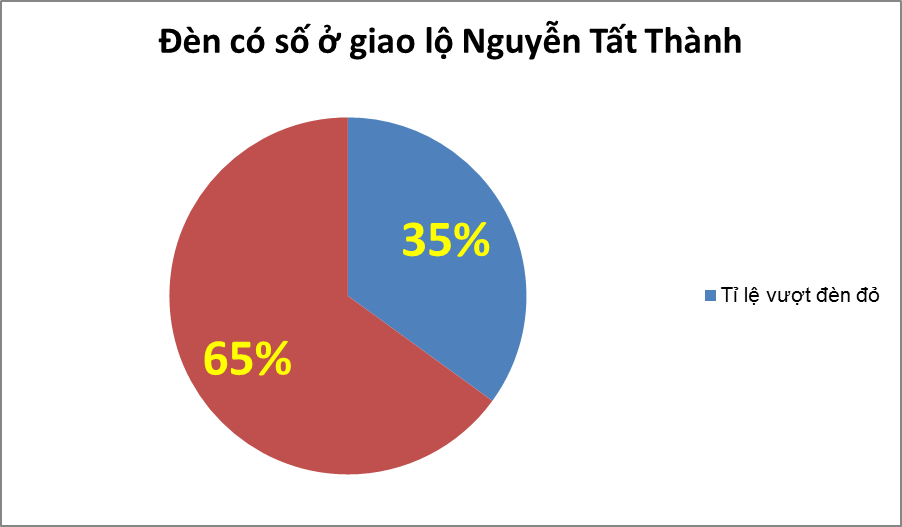 Đèn có số ở giao lộ Nguyễn Tất Thành
35%
65%
Tỉ lệ vượt đèn đỏ